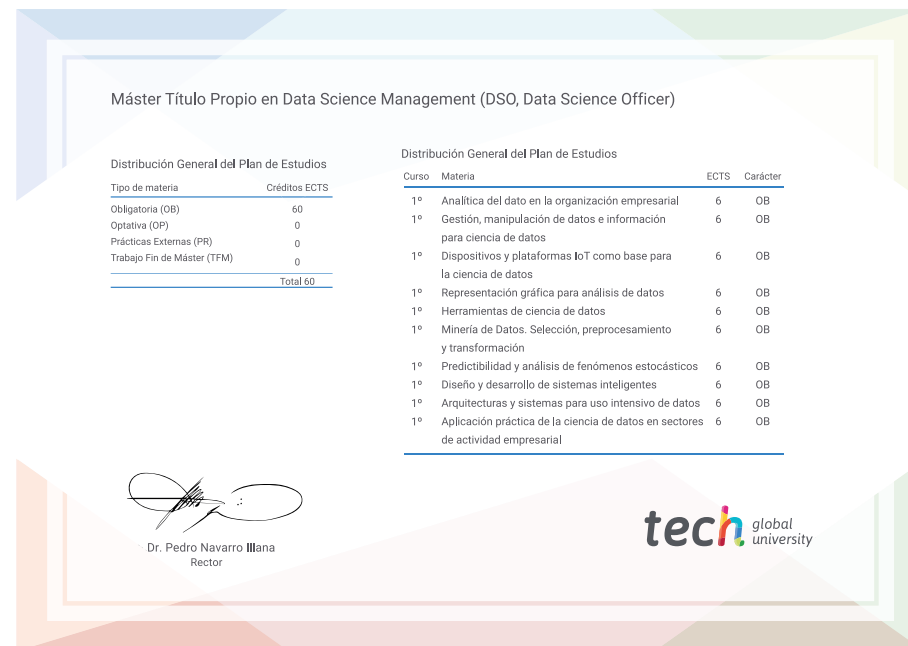 Máster Título Propio en Data Science Management (DSO, Data Science Officer)
Distribución General del Plan de Estudios
Tipo de materia Créditos ECTS
Obligatoria (OB) 60
Optativa (OP) 0
Prácticas Externas (PR) 0
Trabajo Fin de Máster (TFM) 0
Total 60
Distribución General del Plan de Estudios
Curso Materia ECTS Carácter
1º Analítica del dato en la organización empresarial 6 OB
1º Gestión, manipulación de datos e información 6 OB
para ciencia de datos
1º Dispositivos y plataformas IoT como base para 6 OB
la ciencia de datos
1º Representación gráfica para análisis de datos 6 OB
1º Herramientas de ciencia de datos 6 OB
1º Minería de Datos. Selección, preprocesamiento 6 OB
y transformación
1º Predictibilidad y análisis de fenómenos estocásticos 6 OB
1º Diseño y desarrollo de sistemas inteligentes 6 OB
1º Arquitecturas y sistemas para uso intensivo de datos 6 OB
1º Aplicación práctica de la ciencia de datos en sectores 6 OB
de actividad empresarial
Dr. Pedro Navarro Illana
Rector
tech global
university